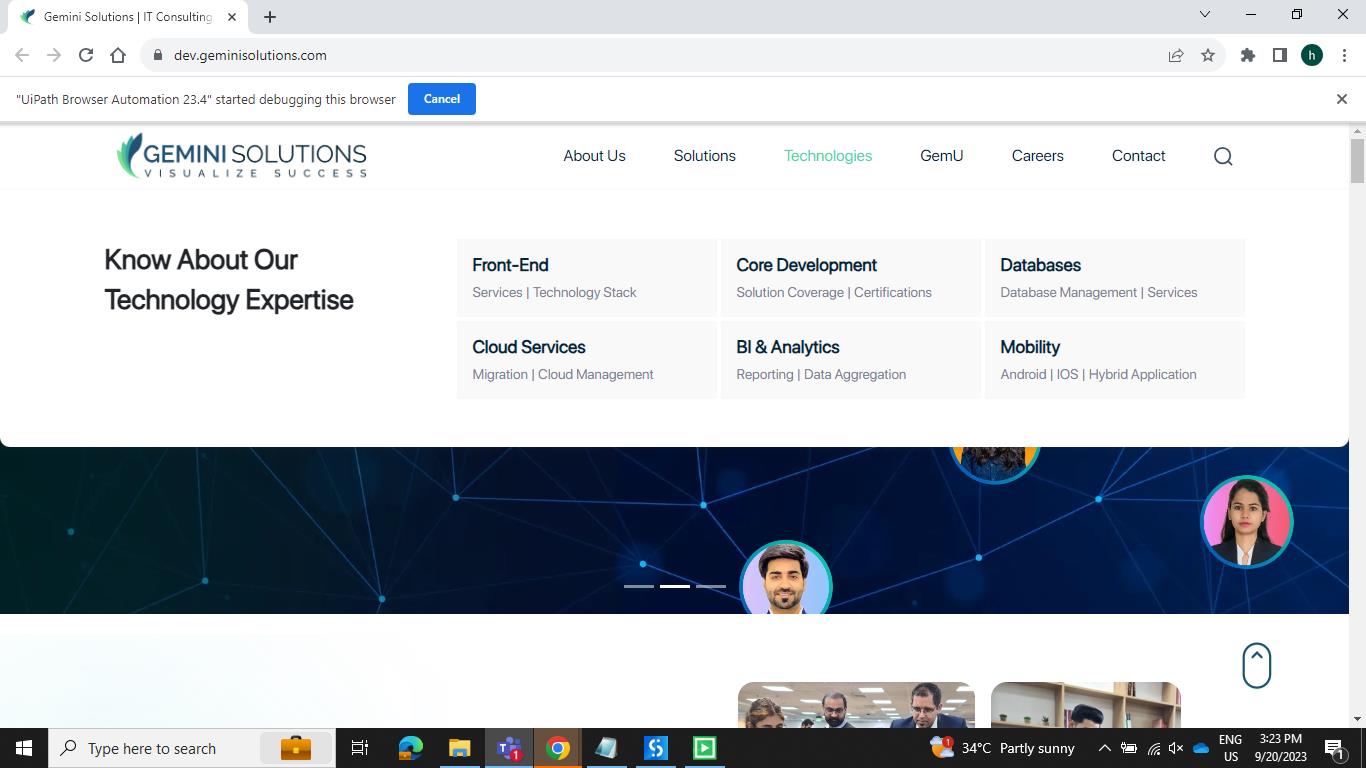 Gemini Solutions | IT Consulting
dev.geminisolutions.com
h
"UiPath Browser Automation 23.4" started debugging this browser
Cancel
GEMINI SOLUTIONS
VISUALIZE SUCCESS
About Us
Solutions
Technologies
GemU
Careers
Contact
Know About Our
Technology Expertise
Front-End
Services | Technology Stack
Core Development
Solution Coverage | Certifications
Databases
Database Management | Services
Cloud Services
Migration | Cloud Management
BI & Analytics
Reporting | Data Aggregation
Mobility
Android | IOS | Hybrid Application
Type here to search
1
1
34°C Partly sunny
ENG
US
3:23 PM
9/20/2023
1